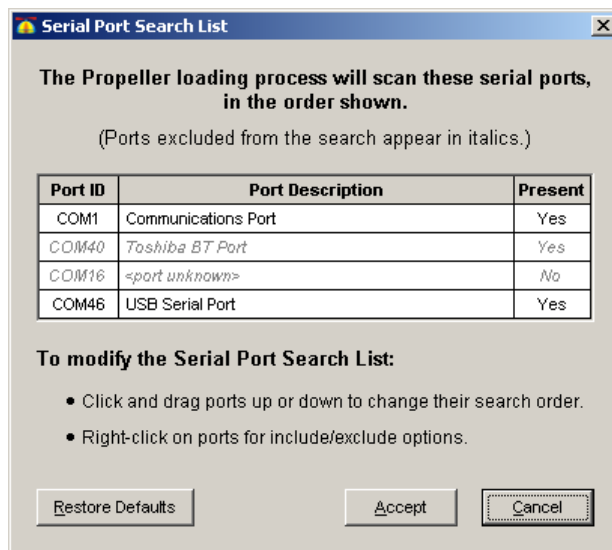 Serial Port Search List
The Propeller loading process will scan these serial ports,
in the order shown.
(Ports excluded from the search appear in italics.)
Port ID Port Description Present
COM1 Communications Port Yes
COM40 Toshiba BT Port Yes
COM16 <port unknown> No
COM46 USB Serial Port Yes
To modify the Serial Port Search List:
• Click and drag ports up or down to change their search order.
• Right-click on ports for include/exclude options.
Restore Defaults Accept Cancel